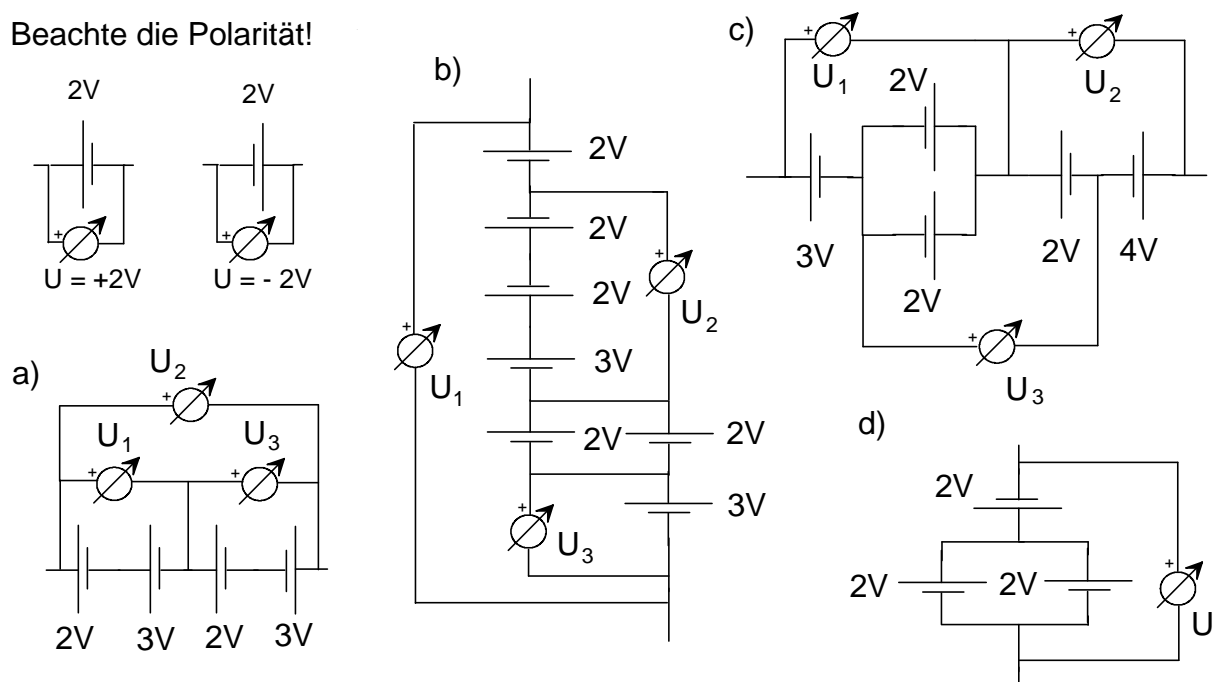 Beachte die Polarität!
2V 2V
+ +
U = +2V U = - 2V
a)
U2
+
U1 U3
+ +
2V 3V 2V 3V
b)
2V
2V
+
2V
U2
+
3V
U1
2V 2V
3V
+
U3
c)
+ +
U1 U2
2V
3V 2V 4V
2V
+
U3
d)
2V
+
2V 2V
U